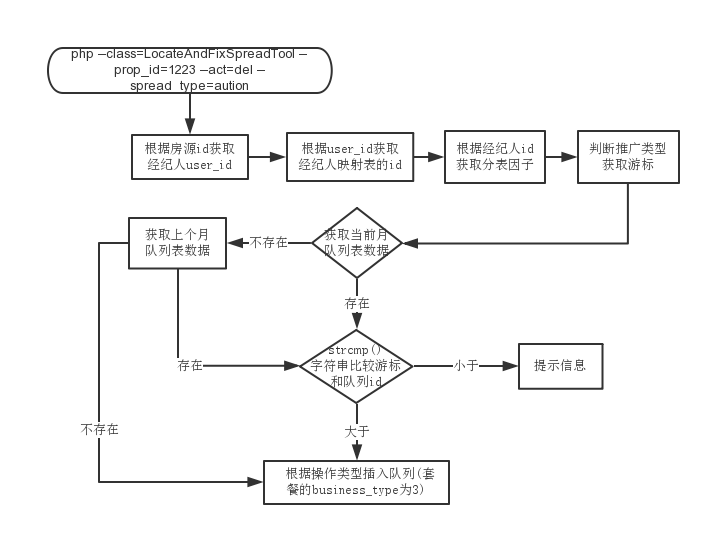 php –class=LocateAndFixSpreadTool –
prop_id=1223 –act=del –
spread_type=aution
根据房源id获取
经纪人user_id
根据user_id获取
经纪人映射表的id
根据经纪人id
获取分表因子
判断推广类型
获取游标
获取上个月
队列表数据
不存在
获取当前月
队列表数据
存在
strcmp()
字符串比较游标
和队列id
存在
小于
提示信息
不存在
大于
根据操作类型插入队列(套
餐的business_type为3)